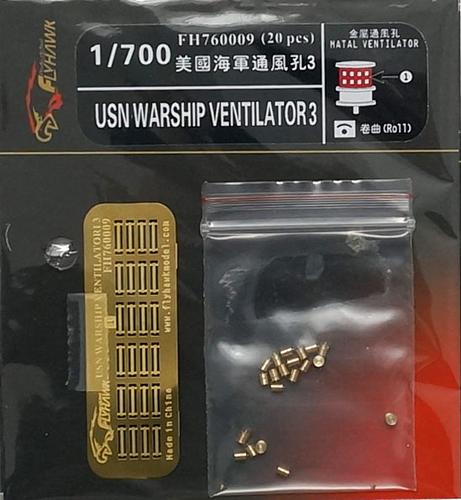 FLYHAWK
1/700
FH760009 (20 pcs)
美國海軍通風孔3
USN WARSHIP VENTILATOR 3
金屬通風孔
MATAL VENTILATOR
1
卷曲(Roll)
USN WARSHIP VENTILATOR 3
FH760009
www.flyhawkmodel.com
FLYHAWK
Made in China